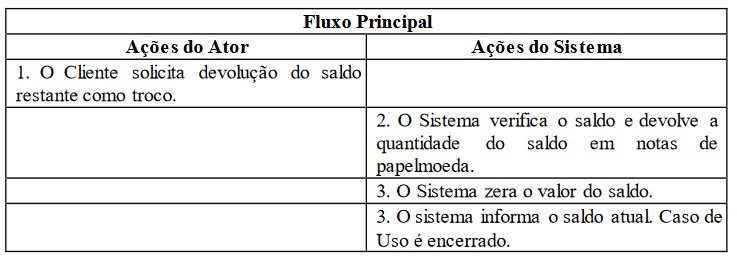 Fluxo Principal
Ações do Ator
Ações do Sistema
1. O Cliente solicita devolução do saldo
restante como troco.
2. O Sistema verifica o saldo e devolve a
quantidade do saldo em notas de
papelmoeda.
3. O Sistema zera o valor do saldo.
3. O sistema informa o saldo atual. Caso de
Uso é encerrado.